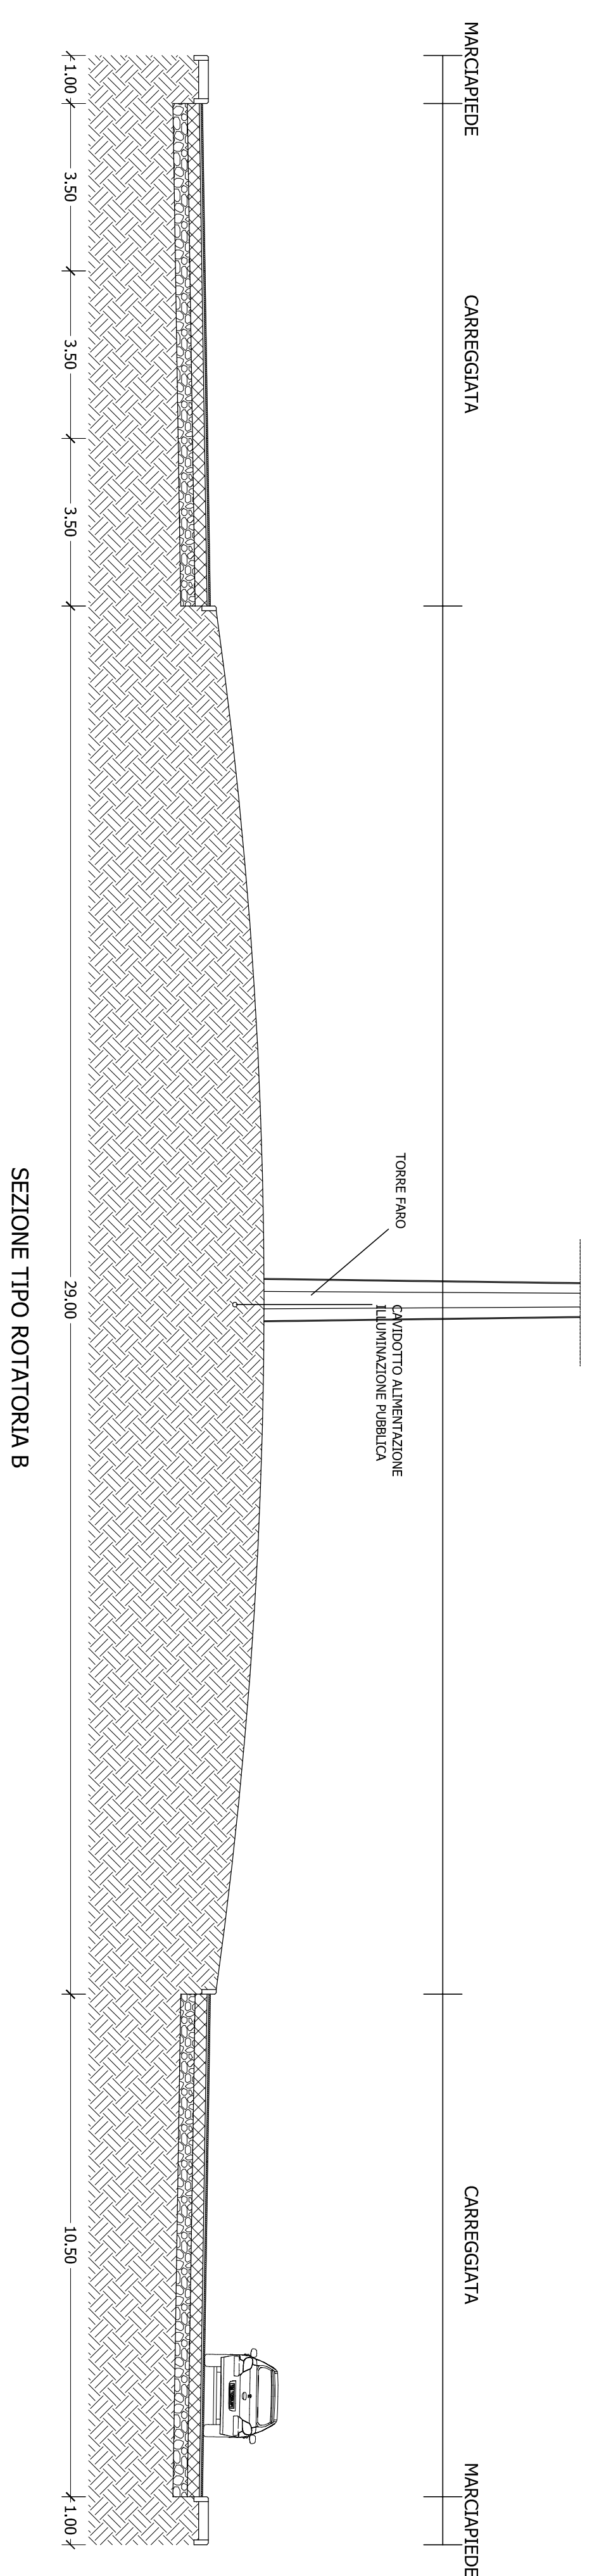 MARCIAPIEDE
CARREGGIATA
CARREGGIATA
MARCIAPIEDE
TORRE FARO
CAVIDOTTO ALIMENTAZIONE
ILLUMINAZIONE PUBBLICA
1.00
3.50
3.50
3.50
29.00
10.50
1.00
SEZIONE TIPO ROTATORIA B